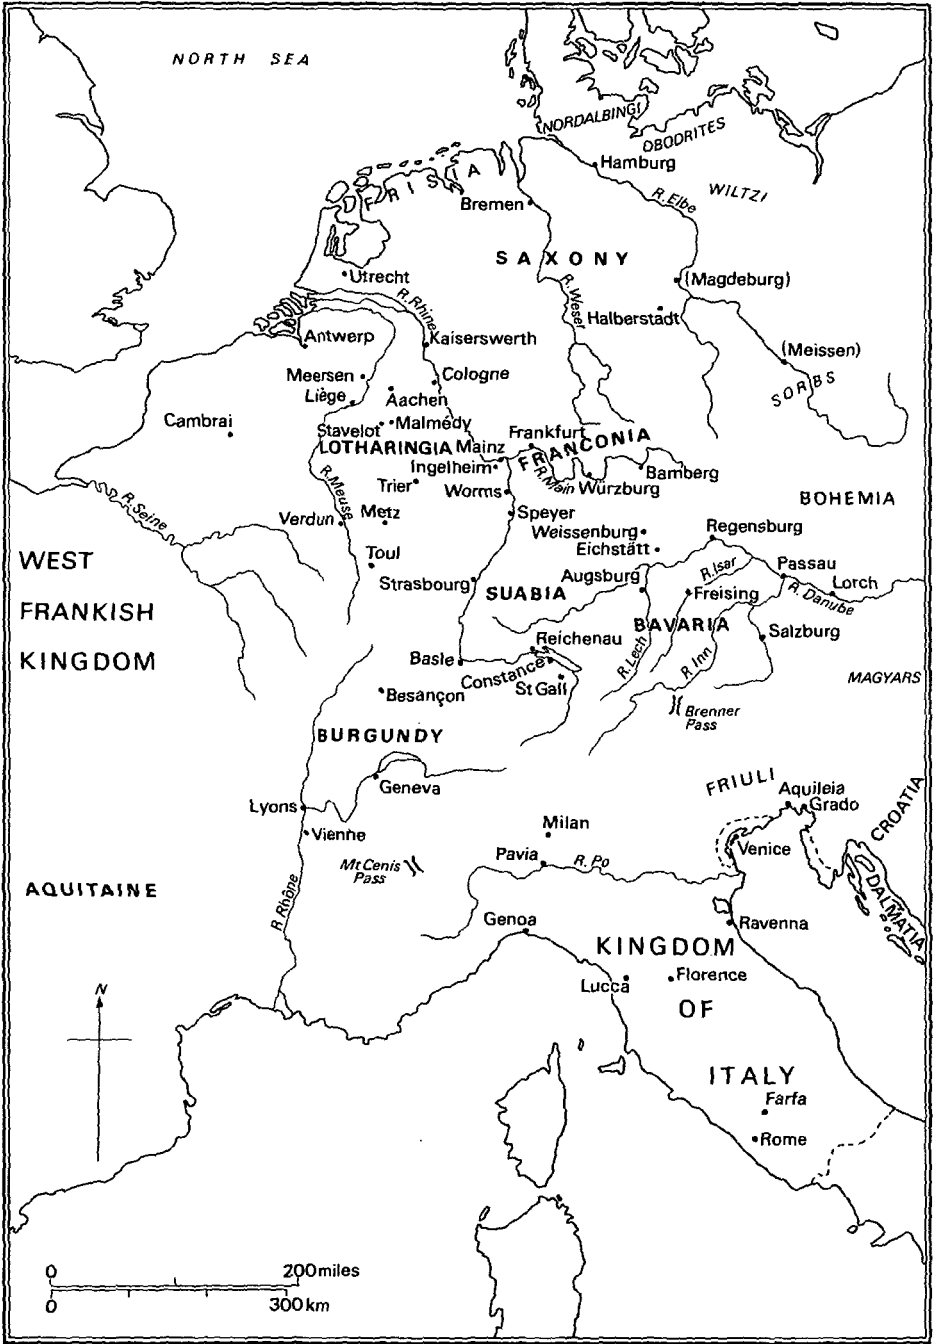 NORTH SEA
NORDALBINGI
OBODRITES
Hamburg
WILTZI
R. Elbe
FRISIA
Bremen
SAXONY
Utrecht
R. Rhine
R. Weser
(Magdeburg)
Halberstadt
Antwerp
Kaiserswerth
(Meissen)
Meersen
Cologne
SORBS
Liège
Aachen
Cambrai
Stavelot
Malmédy
LOTHARINGIA
Mainz
Frankfurt
FRANCONIA
Ingelheim
R. Main
Bamberg
Trier
Worms
Würzburg
BOHEMIA
R. Seine
R. Meuse
Verdun
Metz
Speyer
Weissenburg
Regensburg
Eichstätt
WEST
FRANKISH
KINGDOM
Toul
Strasbourg
SUABIA
Augsburg
R. Isar
Passau
Freising
Lorch
R. Danube
BAVARIA
Salzburg
Reichenau
R. Lech
R. Inn
Basle
Constance
St Gall
Besançon
MAGYARS
Brenner
Pass
BURGUNDY
Geneva
FRIULI
Aquileia
Grado
CROATIA
Lyons
Vienne
Milan
Venice
Mt Cenis
Pass
Pavia
R. Po
AQUITAINE
DALMATIA
R. Rhône
Genoa
Ravenna
KINGDOM
OF
ITALY
Lucca
Florence
N
Farfa
Rome
0 200 miles
0 300 km